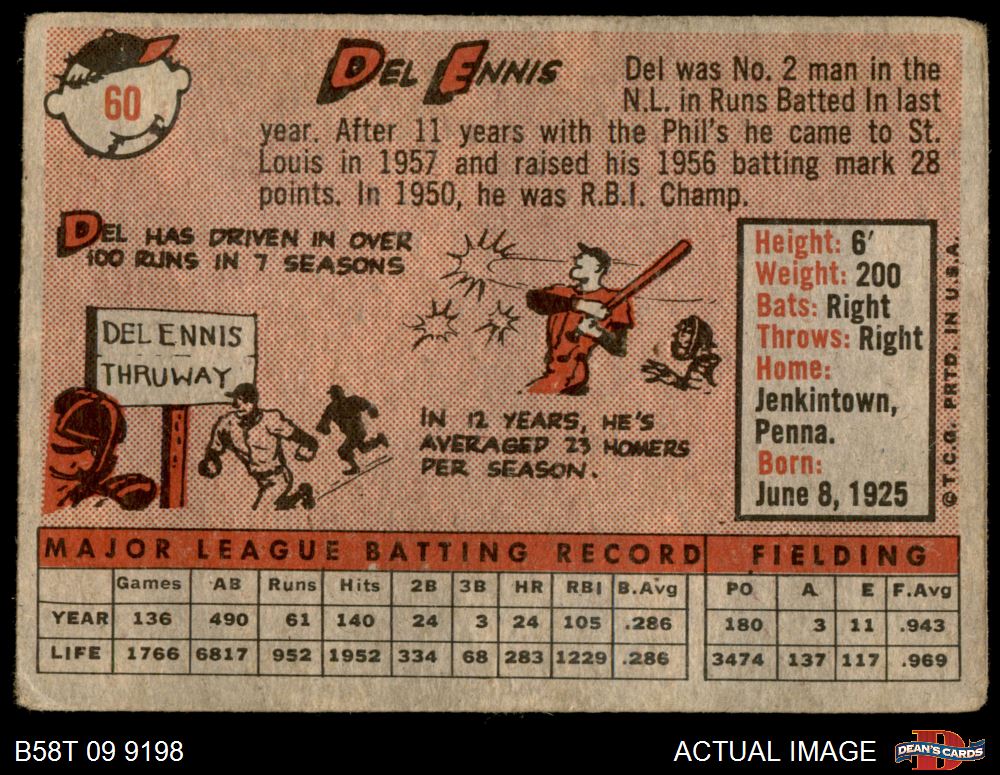 60
DEL ENNIS
Del was No. 2 man in the
N.L. in Runs Batted In last
year. After 11 years with the Phil's he came to St.
Louis in 1957 and raised his 1956 batting mark 28
points. In 1950, he was R.B.I. Champ.
DEL HAS DRIVEN IN OVER
100 RUNS IN 7 SEASONS
DEL ENNIS
THRUWAY
IN 12 YEARS, HE'S
AVERAGED 23 HOMERS
PER SEASON.
Height: 6'
Weight: 200
Bats: Right
Throws: Right
Home:
Jenkintown,
Penna.
Born:
June 8, 1925
© T.C.G. PRTD. IN U.S.A.
MAJOR LEAGUE BATTING RECORD FIELDING
Games AB Runs Hits 2B 3B HR RBI B.Avg PO A E F.Avg
YEAR 136 490 61 140 24 3 24 105 .286 180 3 11 .943
LIFE 1766 6817 952 1952 334 68 283 1229 .286 3474 137 117 .969
B58T 09 9198
ACTUAL IMAGE
D
DEAN'S CARDS